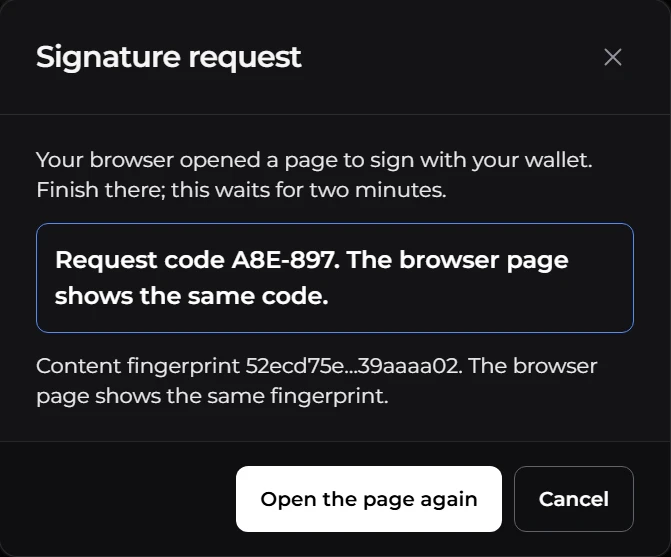 Signature request
Your browser opened a page to sign with your wallet.
Finish there; this waits for two minutes.
Request code A8E-897. The browser page
shows the same code.
Content fingerprint 52ecd75e...39aaaa02. The browser
page shows the same fingerprint.
Open the page again
Cancel